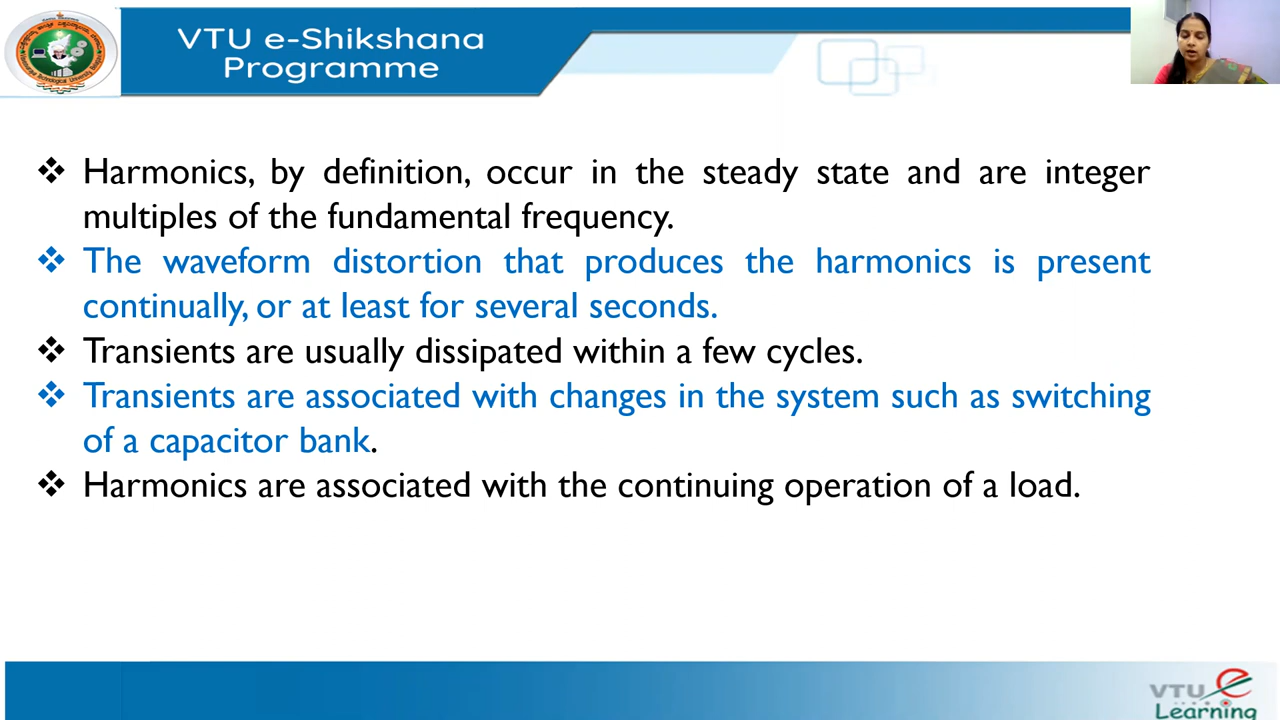 VTU e-Shikshana
Programme
❖ Harmonics, by definition, occur in the steady state and are integer
multiples of the fundamental frequency.
❖ The waveform distortion that produces the harmonics is present
continually, or at least for several seconds.
❖ Transients are usually dissipated within a few cycles.
❖ Transients are associated with changes in the system such as switching
of a capacitor bank.
❖ Harmonics are associated with the continuing operation of a load.
VTU e
Learning